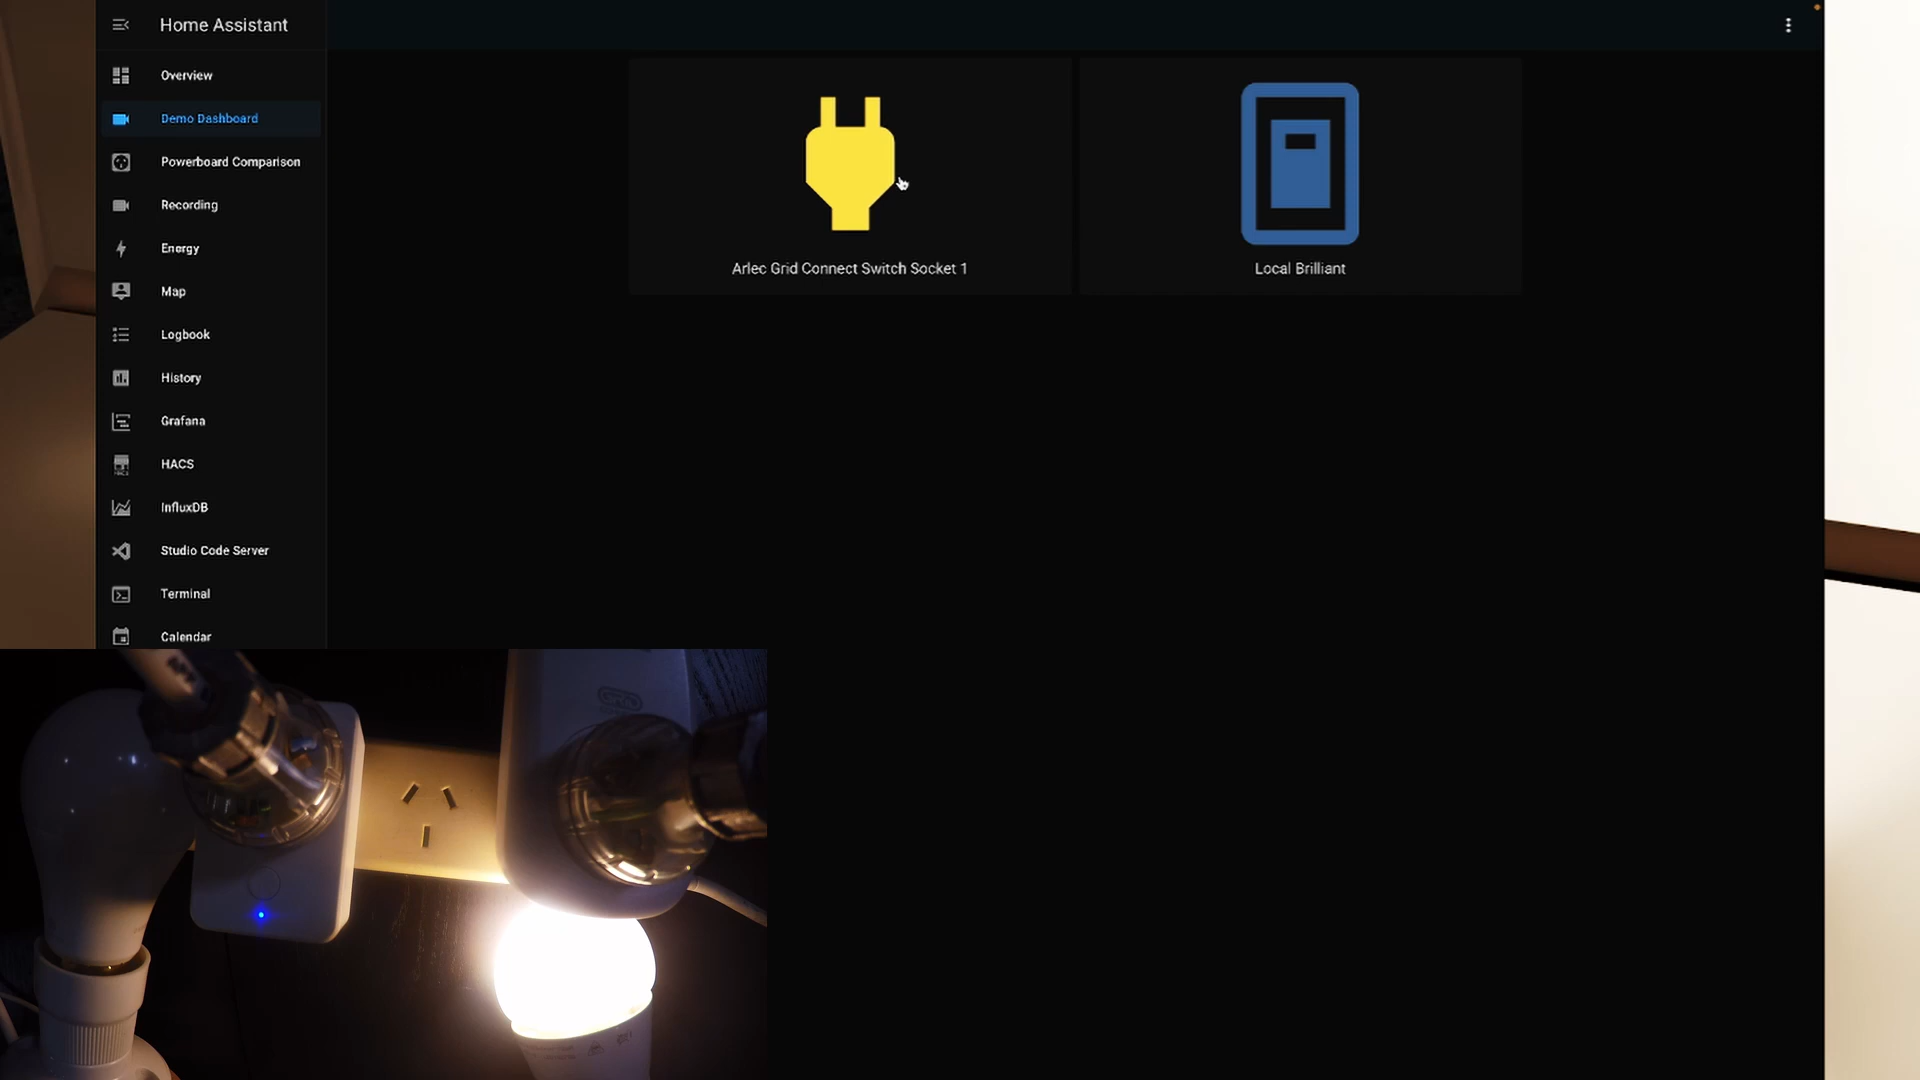 Home Assistant
Overview
Demo Dashboard
Powerboard Comparison
Recording
Energy
Map
Logbook
History
Grafana
HACS
InfluxDB
Studio Code Server
Terminal
Calendar
Arlec Grid Connect Switch Socket 1
Local Brilliant